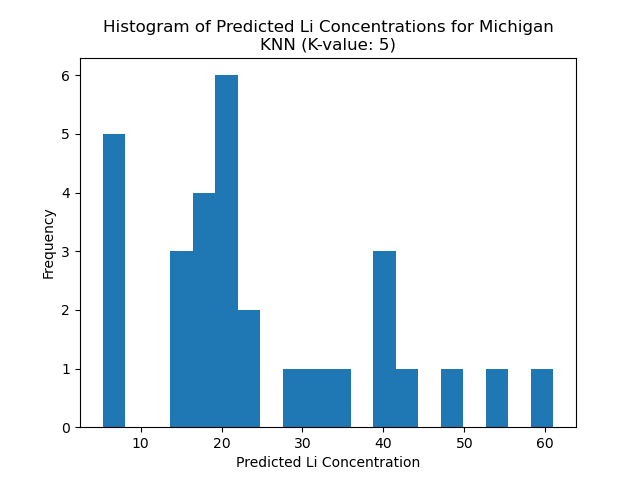 Histogram of Predicted Li Concentrations for Michigan
KNN (K-value: 5)
6
5
4
3
2
1
0
Frequency
10 20 30 40 50 60
Predicted Li Concentration